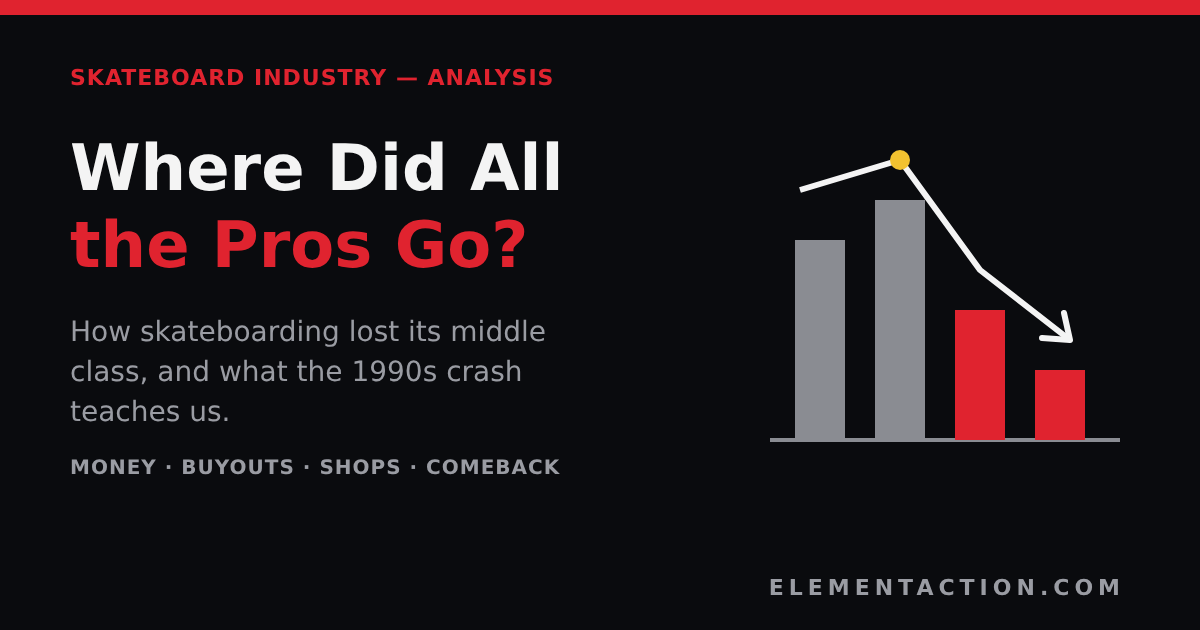 SKATEBOARD INDUSTRY — ANALYSIS
Where Did All
the Pros Go?
How skateboarding lost its middle
class, and what the 1990s crash
teaches us.
MONEY · BUYOUTS · SHOPS · COMEBACK
ELEMENTACTION.COM